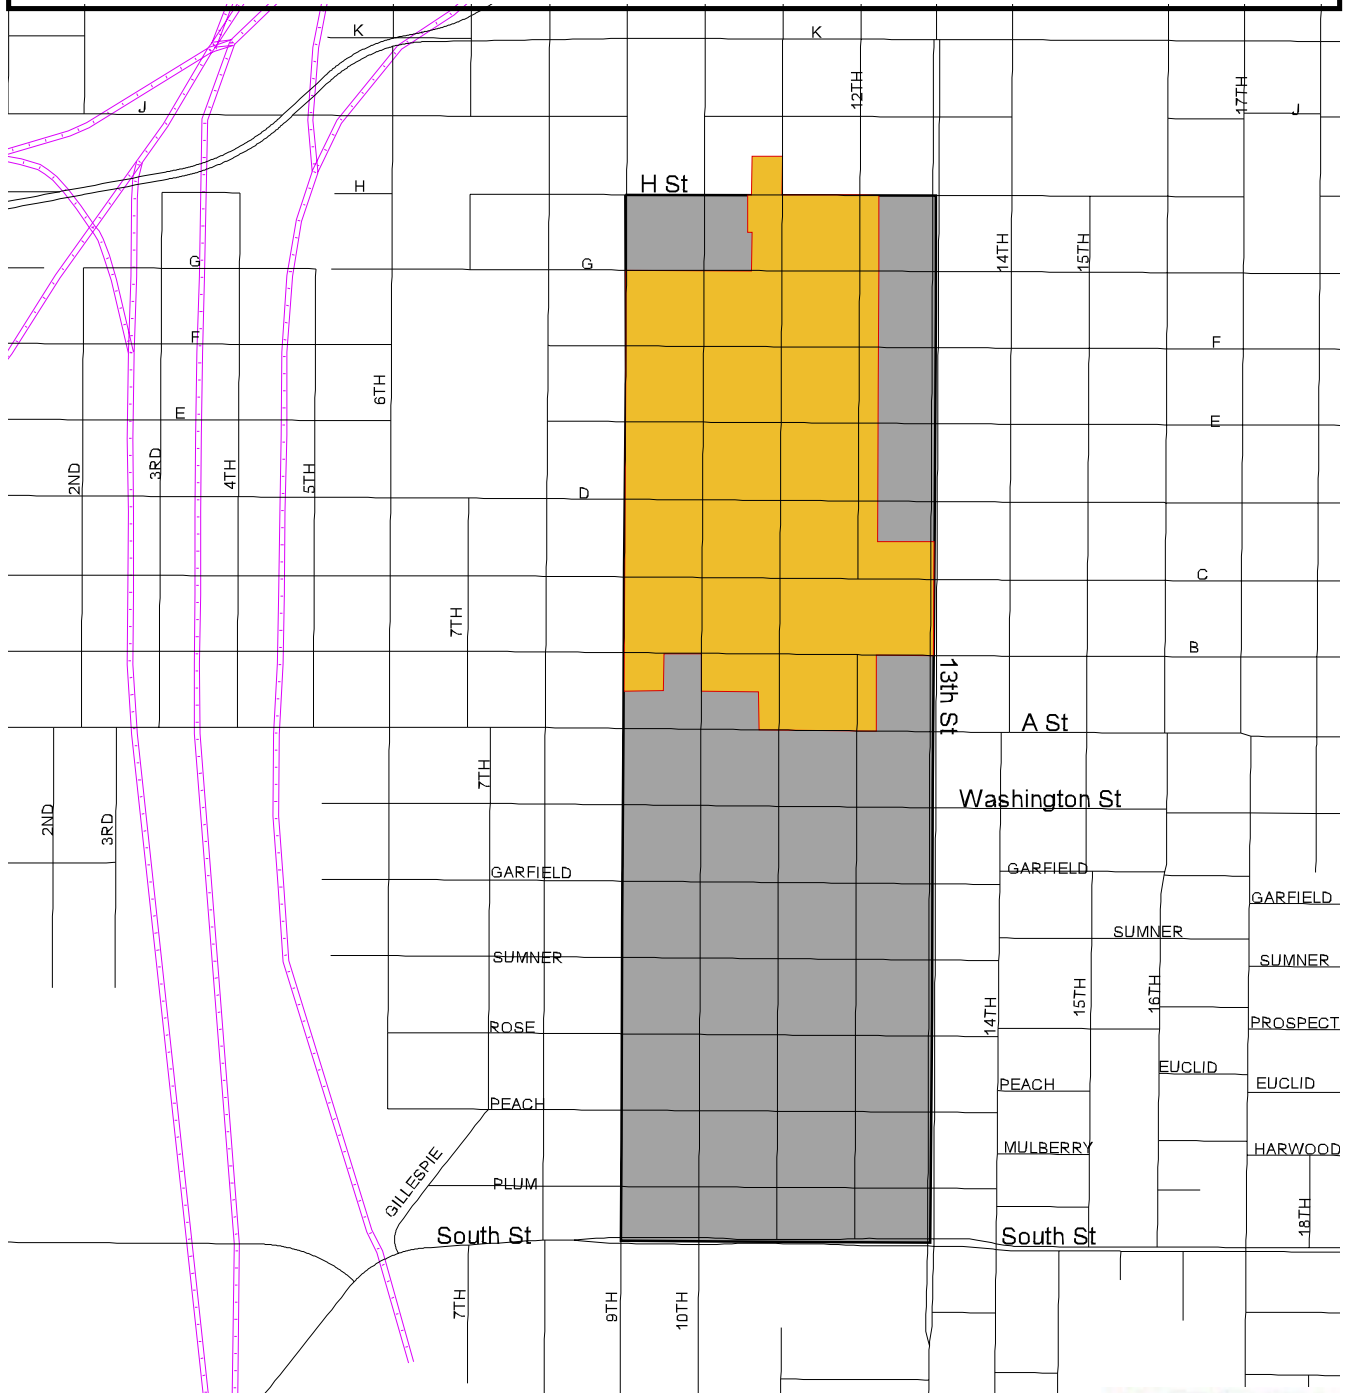 K
K
12TH
17TH
J
J
H
H St
G
G
14TH
15TH
F
F
6TH
E
E
2ND
3RD
4TH
5TH
D
C
7TH
B
13th St
A St
7TH
Washington St
2ND
3RD
GARFIELD
GARFIELD
GARFIELD
SUMNER
SUMNER
SUMNER
14TH
15TH
16TH
ROSE
PROSPECT
EUCLID
PEACH
EUCLID
PEACH
MULBERRY
HARWOOD
GILLESPIE
PLUM
18TH
South St
South St
7TH
9TH
10TH